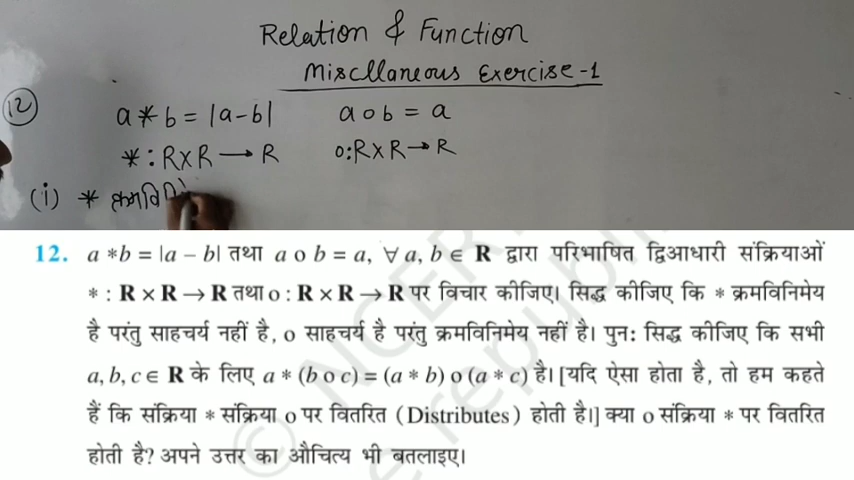 Relation & Function
Miscllaneous Exercise-1
12 a * b = |a-b| a o b = a
* : R×R → R o:R×R→R
(i) *
12. a *b = |a – b| तथा a o b = a, ∀ a, b ∈ R द्वारा परिभाषित द्विआधारी संक्रियाओं
* : R × R → R तथा o : R × R → R पर विचार कीजिए। सिद्ध कीजिए कि * क्रमविनिमेय
है परंतु साहचर्य नहीं है, o साहचर्य है परंतु क्रमविनिमेय नहीं है। पुन: सिद्ध कीजिए कि सभी
a, b, c ∈ R के लिए a * (b o c) = (a * b) o (a * c) है। [यदि ऐसा होता है, तो हम कहते
हैं कि संक्रिया * संक्रिया o पर वितरित (Distributes) होती है।] क्या o संक्रिया * पर वितरित
होती है? अपने उत्तर का औचित्य भी बतलाइए।